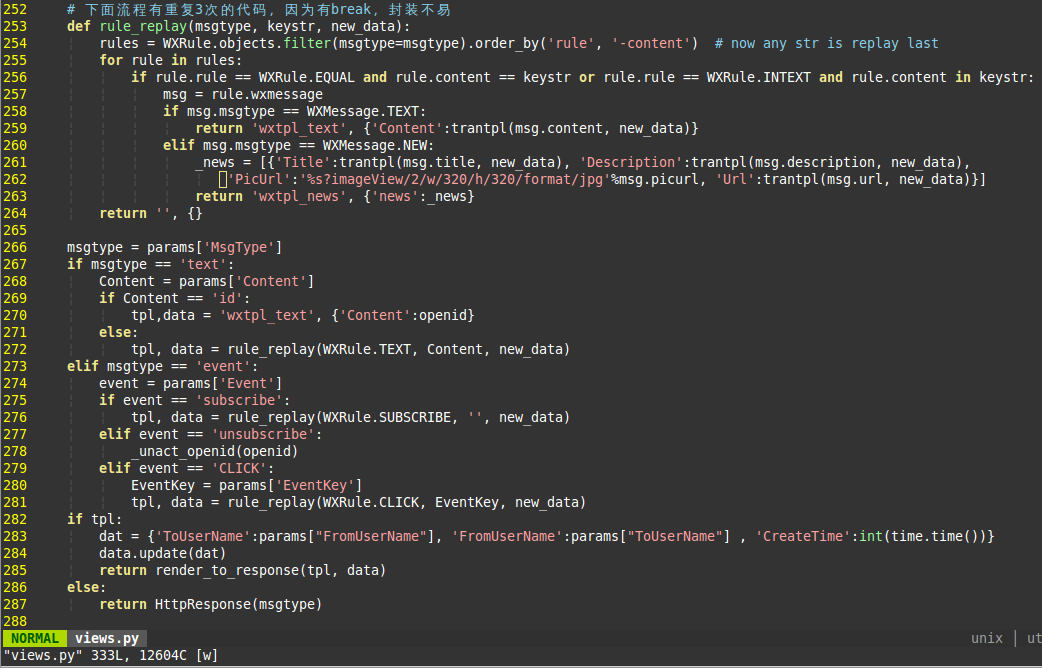 252     # 下面流程有重复3次的代码, 因为有break, 封装不易
253     def rule_replay(msgtype, keystr, new_data):
254         rules = WXRule.objects.filter(msgtype=msgtype).order_by('rule', '-content')  # now any str is replay last
255         for rule in rules:
256             if rule.rule == WXRule.EQUAL and rule.content == keystr or rule.rule == WXRule.INTEXT and rule.content in keystr:
257                 msg = rule.wxmessage
258                 if msg.msgtype == WXMessage.TEXT:
259                     return 'wxtpl_text', {'Content':trantpl(msg.content, new_data)}
260                 elif msg.msgtype == WXMessage.NEW:
261                     _news = [{'Title':trantpl(msg.title, new_data), 'Description':trantpl(msg.description, new_data),
262                         'PicUrl':'%s?imageView/2/w/320/h/320/format/jpg'%msg.picurl, 'Url':trantpl(msg.url, new_data)}]
263                     return 'wxtpl_news', {'news':_news}
264         return '', {}
265
266     msgtype = params['MsgType']
267     if msgtype == 'text':
268         Content = params['Content']
269         if Content == 'id':
270             tpl,data = 'wxtpl_text', {'Content':openid}
271         else:
272             tpl, data = rule_replay(WXRule.TEXT, Content, new_data)
273     elif msgtype == 'event':
274         event = params['Event']
275         if event == 'subscribe':
276             tpl, data = rule_replay(WXRule.SUBSCRIBE, '', new_data)
277         elif event == 'unsubscribe':
278             _unact_openid(openid)
279         elif event == 'CLICK':
280             EventKey = params['EventKey']
281             tpl, data = rule_replay(WXRule.CLICK, EventKey, new_data)
282     if tpl:
283         dat = {'ToUserName':params["FromUserName"], 'FromUserName':params["ToUserName"] , 'CreateTime':int(time.time())}
284         data.update(dat)
285         return render_to_response(tpl, data)
286     else:
287         return HttpResponse(msgtype)
288
NORMAL  views.py  unix | ut
"views.py" 333L, 12604C [w]